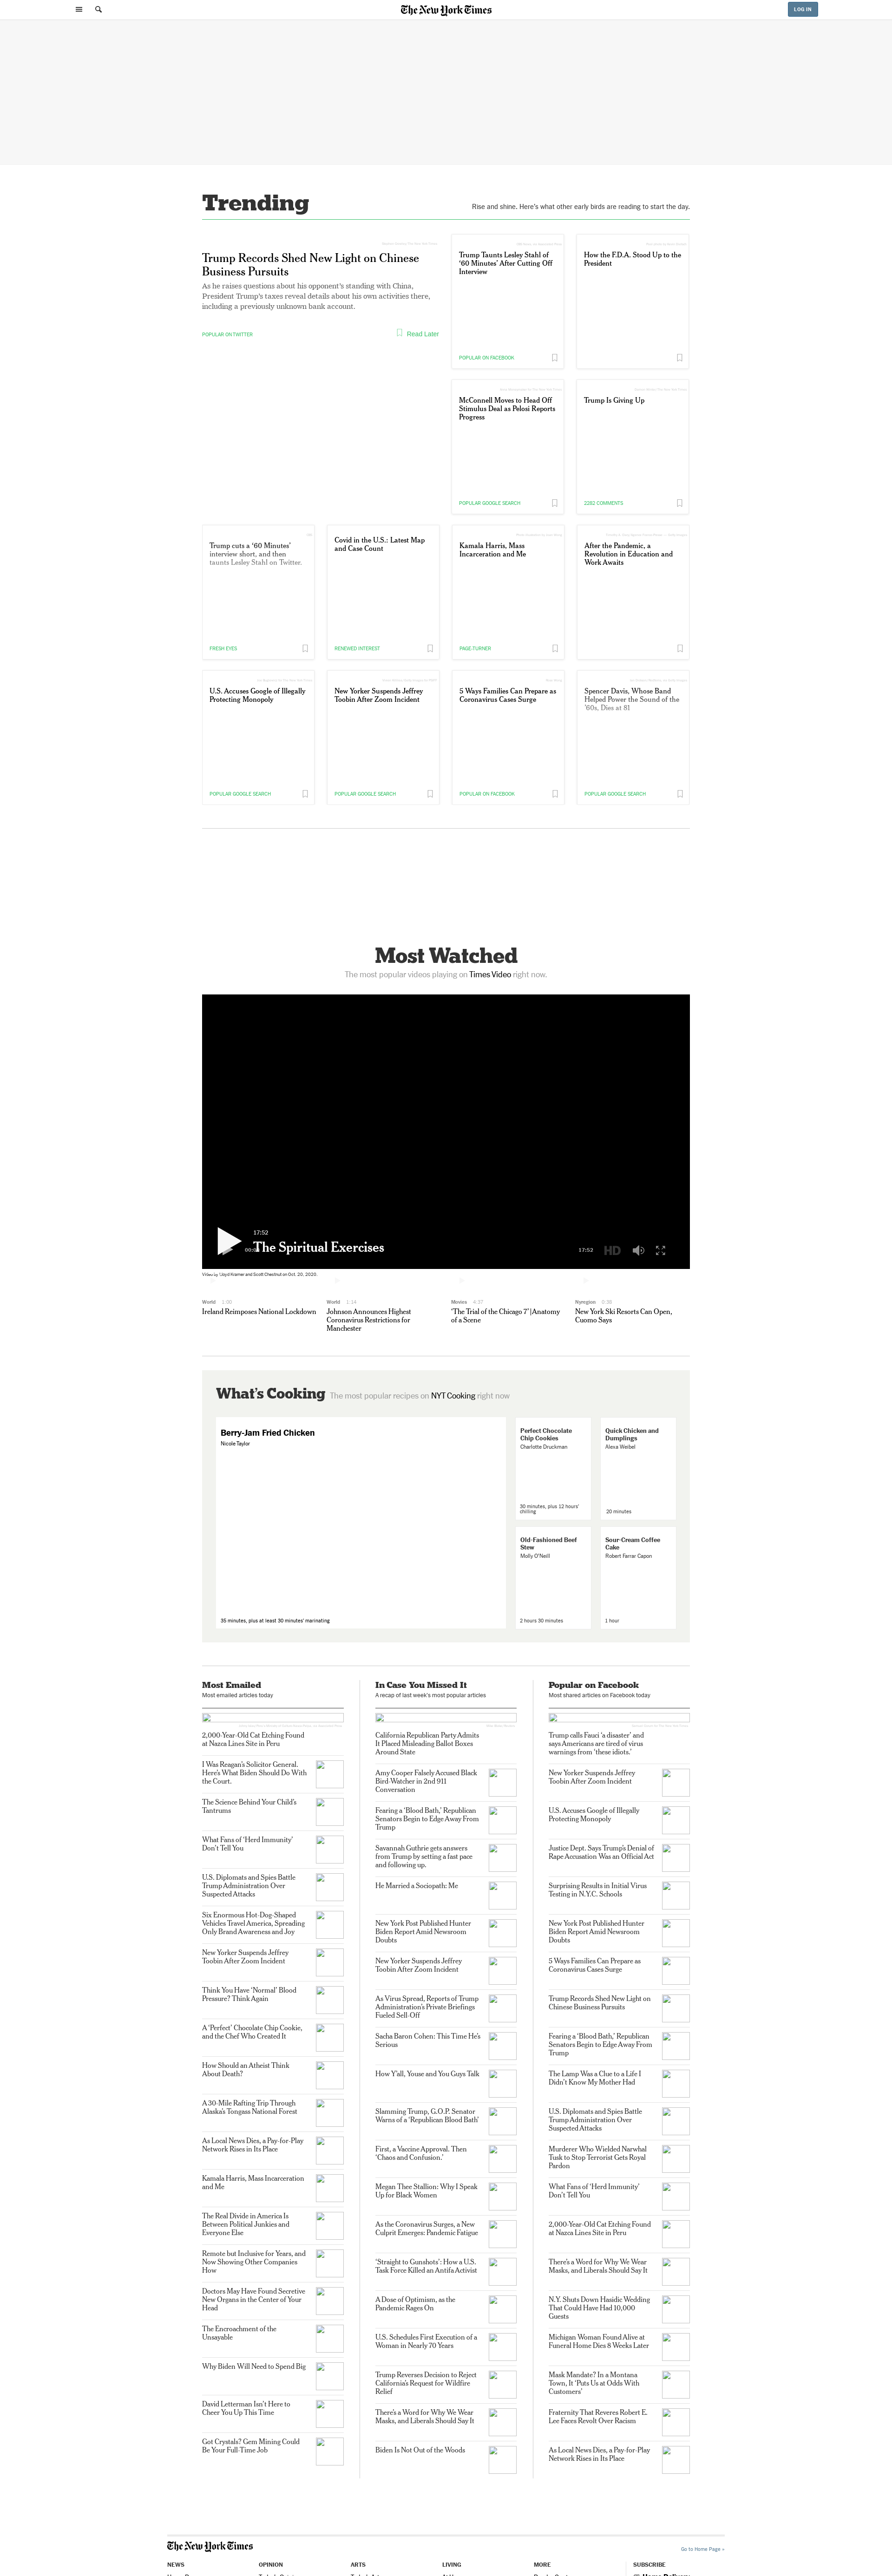 The New York Times
LOG IN
Trending
Rise and shine. Here's what other early birds are reading to start the day.
Trump Records Shed New Light on Chinese
Business Pursuits
As he raises questions about his opponent's standing with China,
President Trump's taxes reveal details about his own activities there,
including a previously unknown bank account.
POPULAR ON TWITTER
Read Later
Trump Taunts Lesley Stahl of
'60 Minutes' After Cutting Off
Interview
POPULAR ON FACEBOOK
How the F.D.A. Stood Up to the
President
McConnell Moves to Head Off
Stimulus Deal as Pelosi Reports
Progress
POPULAR GOOGLE SEARCH
Trump Is Giving Up
2282 COMMENTS
Trump cuts a '60 Minutes'
interview short, and then
taunts Lesley Stahl on Twitter.
FRESH EYES
Covid in the U.S.: Latest Map
and Case Count
RENEWED INTEREST
Kamala Harris, Mass
Incarceration and Me
PAGE-TURNER
After the Pandemic, a
Revolution in Education and
Work Awaits
U.S. Accuses Google of Illegally
Protecting Monopoly
POPULAR GOOGLE SEARCH
New Yorker Suspends Jeffrey
Toobin After Zoom Incident
POPULAR GOOGLE SEARCH
5 Ways Families Can Prepare as
Coronavirus Cases Surge
POPULAR ON FACEBOOK
Spencer Davis, Whose Band
Helped Power the Sound of the
'60s, Dies at 81
POPULAR GOOGLE SEARCH
Most Watched
The most popular videos playing on Times Video right now.
17:52
The Spiritual Exercises
17:52
HD
Video by Lloyd Kramer and Scott Chestnut on Oct. 20, 2020.
World 1:00
Ireland Reimposes National Lockdown
World 1:14
Johnson Announces Highest
Coronavirus Restrictions for
Manchester
Movies 4:37
'The Trial of the Chicago 7' | Anatomy
of a Scene
Nyregion 0:38
New York Ski Resorts Can Open,
Cuomo Says
What's Cooking The most popular recipes on NYT Cooking right now
Berry-Jam Fried Chicken
Nicole Taylor
35 minutes, plus at least 30 minutes' marinating
Perfect Chocolate
Chip Cookies
Charlotte Druckman
30 minutes, plus 12 hours'
chilling
Quick Chicken and
Dumplings
Alexa Weibel
20 minutes
Old-Fashioned Beef
Stew
Molly O'Neill
2 hours 30 minutes
Sour-Cream Coffee
Cake
Robert Farrar Capon
1 hour
Most Emailed
Most emailed articles today
2,000-Year-Old Cat Etching Found
at Nazca Lines Site in Peru
I Was Reagan's Solicitor General.
Here's What Biden Should Do With
the Court.
The Science Behind Your Child's
Tantrums
What Fans of 'Herd Immunity'
Don't Tell You
U.S. Diplomats and Spies Battle
Trump Administration Over
Suspected Attacks
Six Enormous Hot-Dog-Shaped
Vehicles Travel America, Spreading
Only Brand Awareness and Joy
New Yorker Suspends Jeffrey
Toobin After Zoom Incident
Think You Have 'Normal' Blood
Pressure? Think Again
A 'Perfect' Chocolate Chip Cookie,
and the Chef Who Created It
How Should an Atheist Think
About Death?
A 30-Mile Rafting Trip Through
Alaska's Tongass National Forest
As Local News Dies, a Pay-for-Play
Network Rises in Its Place
Kamala Harris, Mass Incarceration
and Me
The Real Divide in America Is
Between Political Junkies and
Everyone Else
Remote but Inclusive for Years, and
Now Showing Other Companies
How
Doctors May Have Found Secretive
New Organs in the Center of Your
Head
The Encroachment of the
Unsayable
Why Biden Will Need to Spend Big
David Letterman Isn't Here to
Cheer You Up This Time
Got Crystals? Gem Mining Could
Be Your Full-Time Job
In Case You Missed It
A recap of last week's most popular articles
California Republican Party Admits
It Placed Misleading Ballot Boxes
Around State
Amy Cooper Falsely Accused Black
Bird-Watcher in 2nd 911
Conversation
Fearing a 'Blood Bath,' Republican
Senators Begin to Edge Away From
Trump
Savannah Guthrie gets answers
from Trump by setting a fast pace
and following up.
He Married a Sociopath: Me
New York Post Published Hunter
Biden Report Amid Newsroom
Doubts
New Yorker Suspends Jeffrey
Toobin After Zoom Incident
As Virus Spread, Reports of Trump
Administration's Private Briefings
Fueled Sell-Off
Sacha Baron Cohen: This Time He's
Serious
How Y'all, Youse and You Guys Talk
Slamming Trump, G.O.P. Senator
Warns of a 'Republican Blood Bath'
First, a Vaccine Approval. Then
'Chaos and Confusion.'
Megan Thee Stallion: Why I Speak
Up for Black Women
As the Coronavirus Surges, a New
Culprit Emerges: Pandemic Fatigue
'Straight to Gunshots': How a U.S.
Task Force Killed an Antifa Activist
A Dose of Optimism, as the
Pandemic Rages On
U.S. Schedules First Execution of a
Woman in Nearly 70 Years
Trump Reverses Decision to Reject
California's Request for Wildfire
Relief
There's a Word for Why We Wear
Masks, and Liberals Should Say It
Biden Is Not Out of the Woods
Popular on Facebook
Most shared articles on Facebook today
Trump calls Fauci 'a disaster' and
says Americans are tired of virus
warnings from 'these idiots.'
New Yorker Suspends Jeffrey
Toobin After Zoom Incident
U.S. Accuses Google of Illegally
Protecting Monopoly
Justice Dept. Says Trump's Denial of
Rape Accusation Was an Official Act
Surprising Results in Initial Virus
Testing in N.Y.C. Schools
New York Post Published Hunter
Biden Report Amid Newsroom
Doubts
5 Ways Families Can Prepare as
Coronavirus Cases Surge
Trump Records Shed New Light on
Chinese Business Pursuits
Fearing a 'Blood Bath,' Republican
Senators Begin to Edge Away From
Trump
The Lamp Was a Clue to a Life I
Didn't Know My Mother Had
U.S. Diplomats and Spies Battle
Trump Administration Over
Suspected Attacks
Murderer Who Wielded Narwhal
Tusk to Stop Terrorist Gets Royal
Pardon
What Fans of 'Herd Immunity'
Don't Tell You
2,000-Year-Old Cat Etching Found
at Nazca Lines Site in Peru
There's a Word for Why We Wear
Masks, and Liberals Should Say It
N.Y. Shuts Down Hasidic Wedding
That Could Have Had 10,000
Guests
Michigan Woman Found Alive at
Funeral Home Dies 8 Weeks Later
Mask Mandate? In a Montana
Town, It 'Puts Us at Odds With
Customers'
Fraternity That Reveres Robert E.
Lee Faces Revolt Over Racism
As Local News Dies, a Pay-for-Play
Network Rises in Its Place
The New York Times
Go to Home Page »
NEWS
OPINION
ARTS
LIVING
MORE
SUBSCRIBE